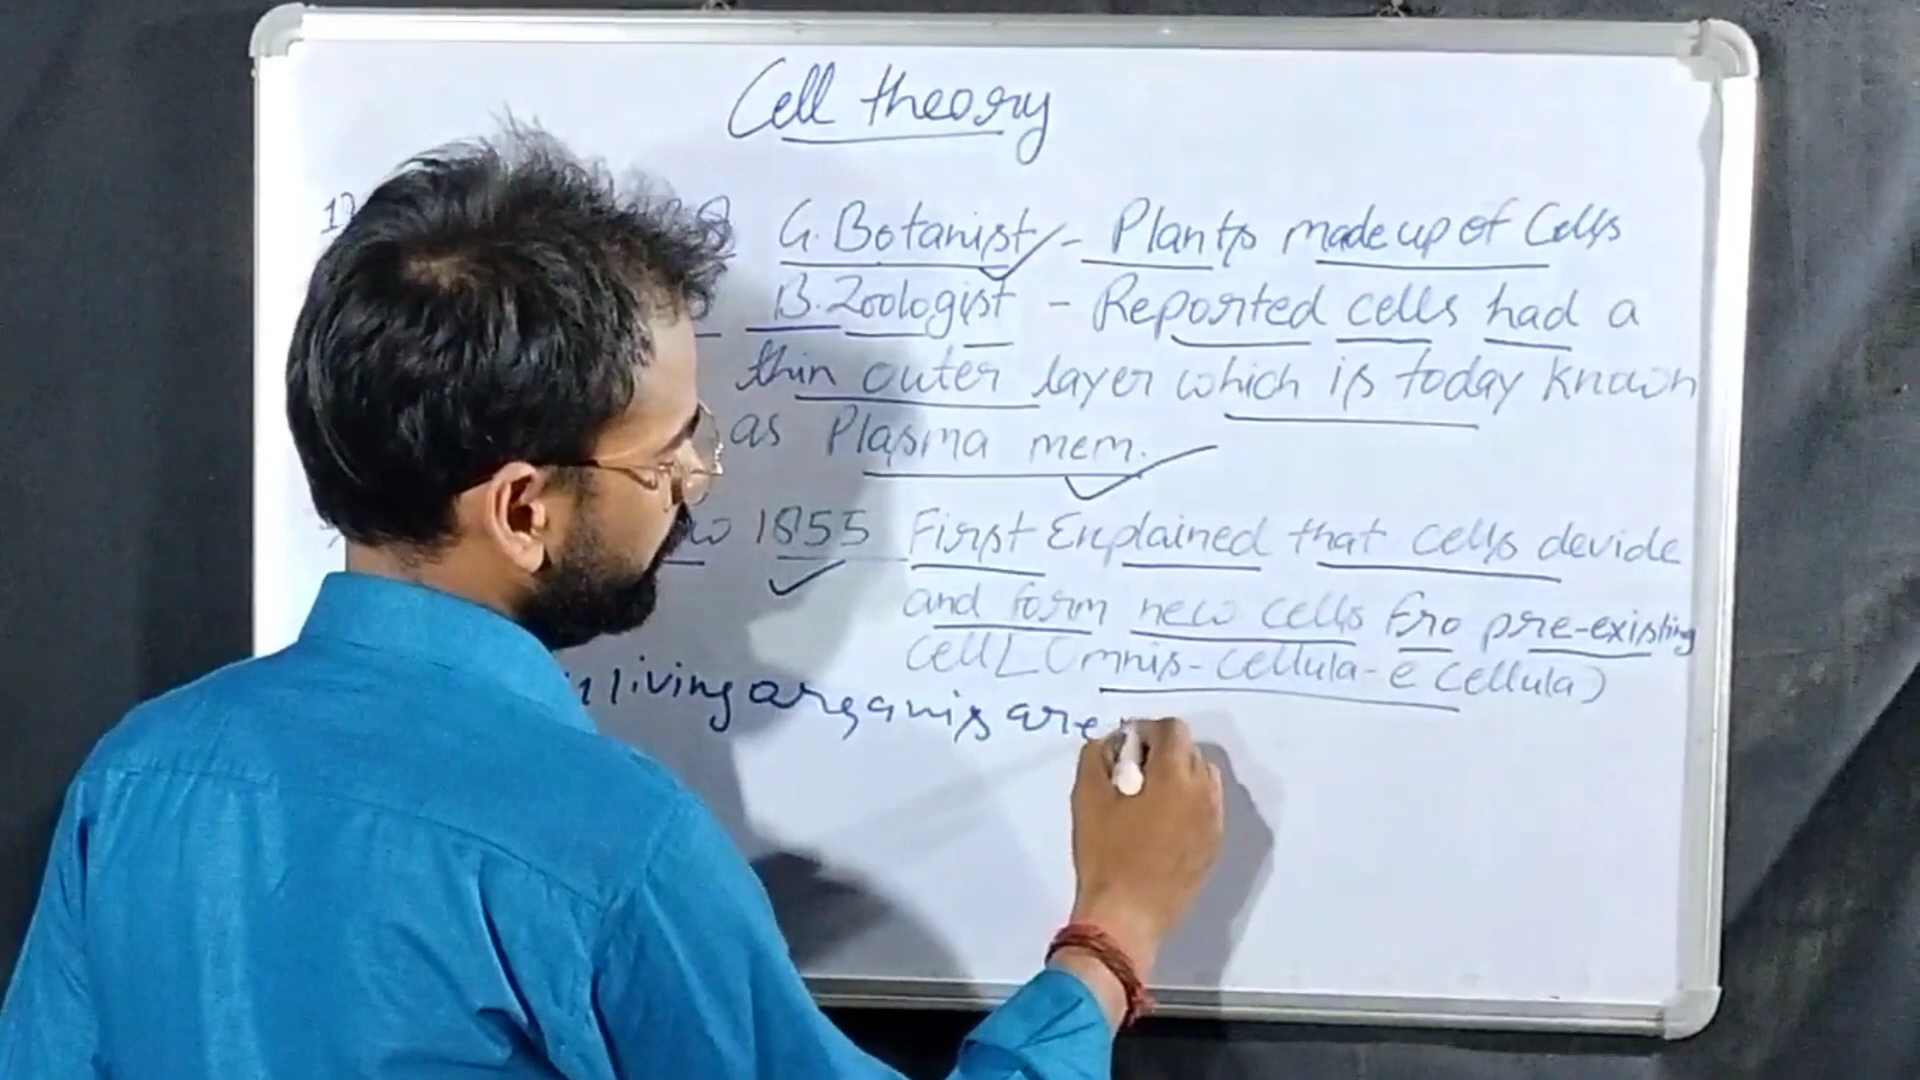 Cell theory
G. Botanist - Plants made up of Cells
B. Zoologist - Reported cells had a
thin outer layer which is today known
as Plasma mem.
1855 First Explained that cells devide
and form new cells fro pre-existing
cell (Omnis-cellula-e cellula)
living organis are